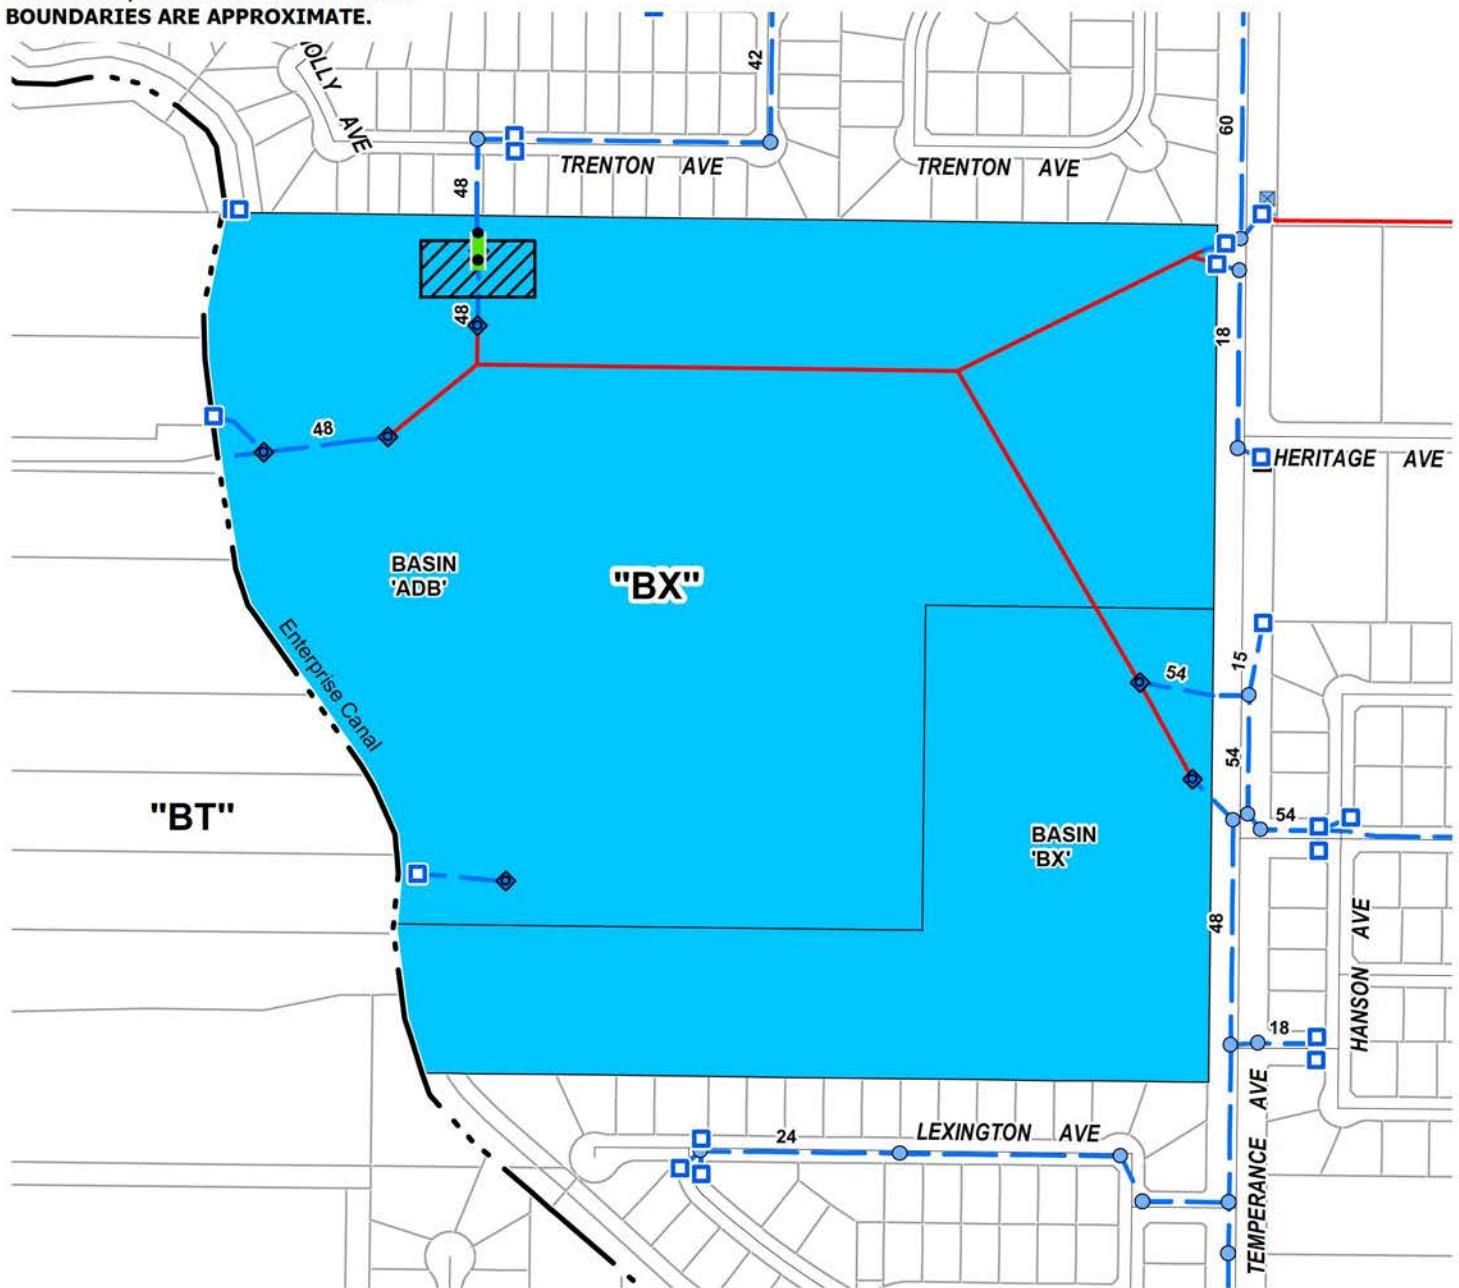 BOUNDARIES ARE APPROXIMATE.
OLLY AVE
42
60
TRENTON AVE
TRENTON AVE
48
48
18
48
HERITAGE AVE
BASIN
'ADB'
"BX"
Enterprise Canal
15
54
54
"BT"
54
BASIN
'BX'
48
HANSON AVE
18
TEMPERANCE AVE
24
LEXINGTON AVE